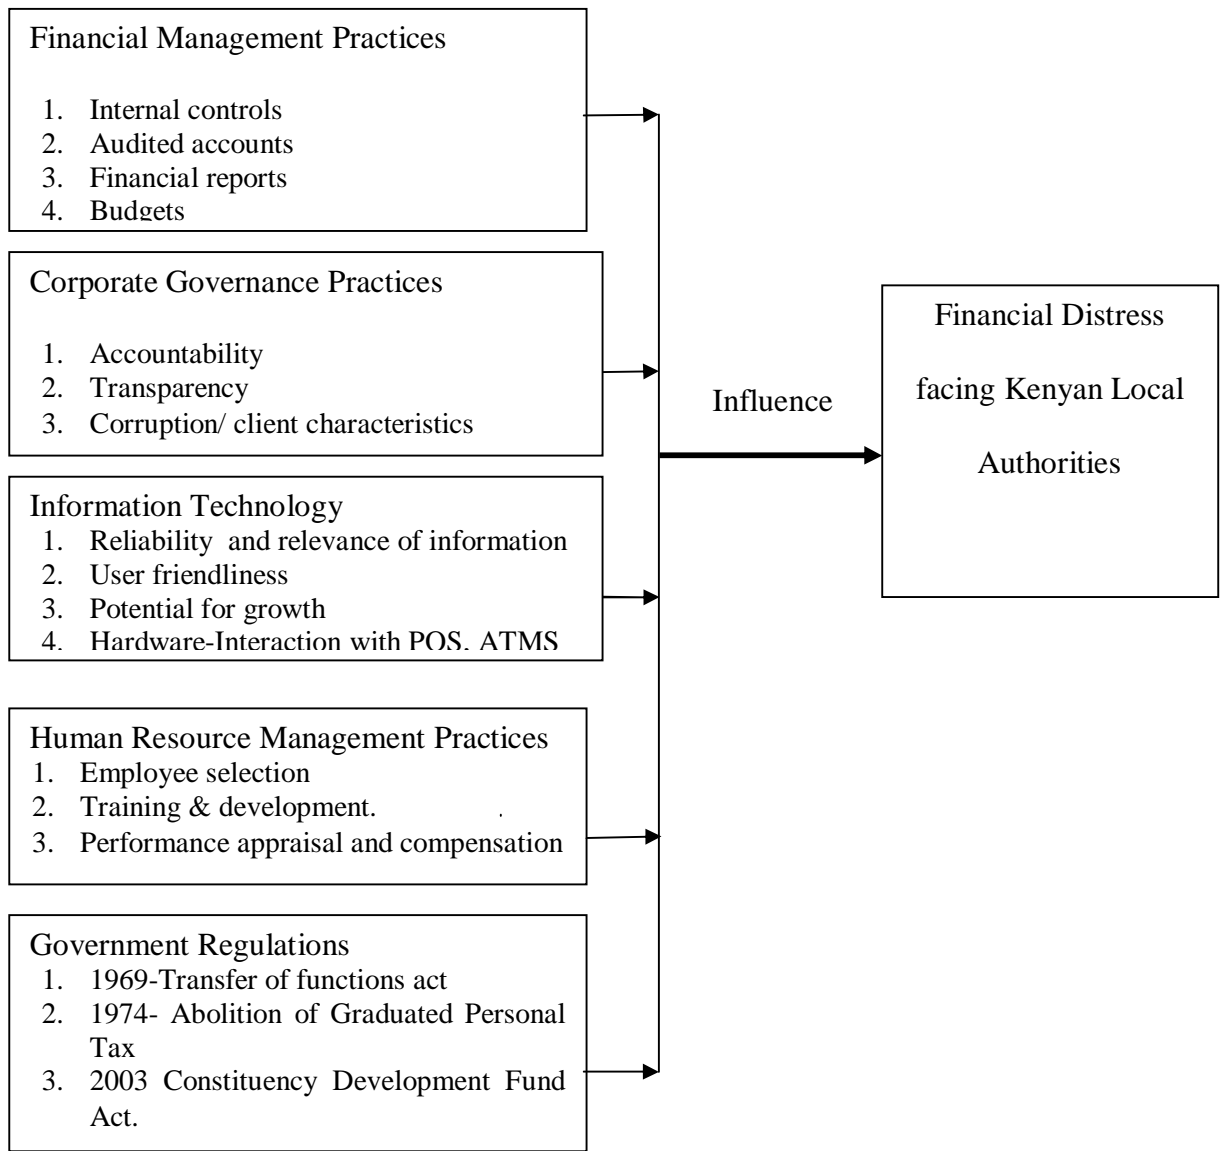 Financial Management Practices
1. Internal controls
2. Audited accounts
3. Financial reports
4. Budgets
Corporate Governance Practices
1. Accountability
2. Transparency
3. Corruption/ client characteristics
Information Technology
1. Reliability and relevance of information
2. User friendliness
3. Potential for growth
4. Hardware-Interaction with POS, ATMS
Human Resource Management Practices
1. Employee selection
2. Training & development.
3. Performance appraisal and compensation
Government Regulations
1. 1969-Transfer of functions act
2. 1974- Abolition of Graduated Personal
Tax
3. 2003 Constituency Development Fund
Act.
Influence
Financial Distress
facing Kenyan Local
Authorities